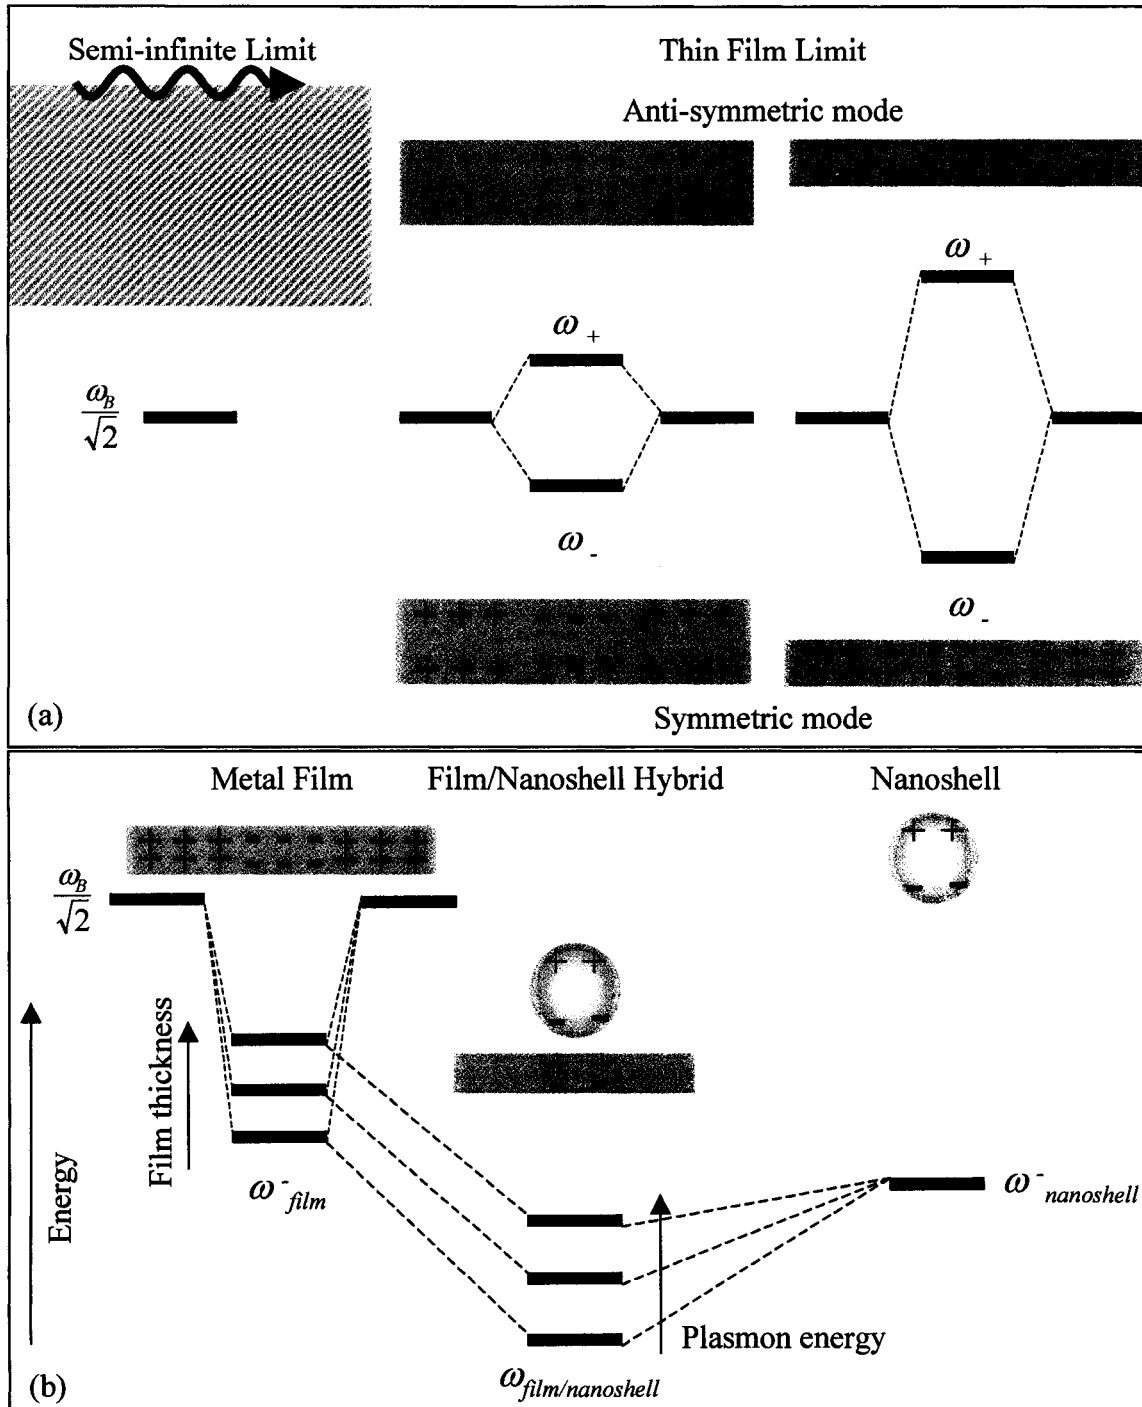 Semi-infinite Limit
Thin Film Limit
Anti-symmetric mode
ω +
ω +
ω_B
√2
ω -
ω -
+ + + - - -
Symmetric mode
(a)
Metal Film
Film/Nanoshell Hybrid
Nanoshell
+ + + - - - + + +
+ + + - - - + + +
+ +
- -
ω_B
√2
+ +
- -
Energy
Film thickness
ω⁻film
ω⁻nanoshell
Plasmon energy
ωfilm/nanoshell
(b)